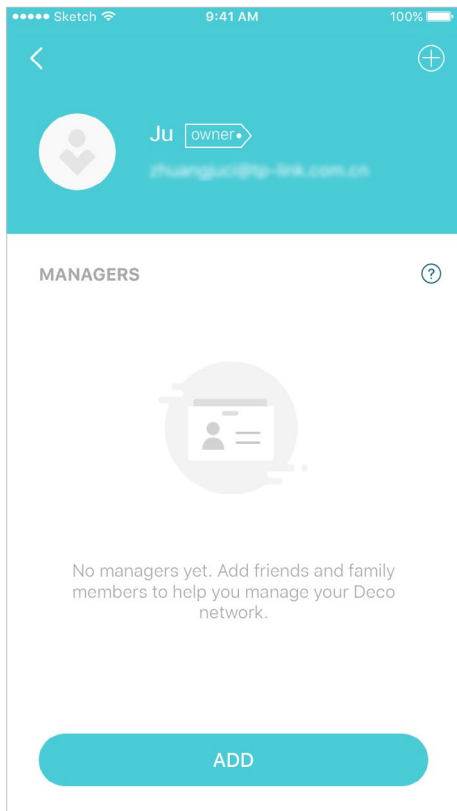 Sketch 9:41 AM 100%
Ju owner
MANAGERS ?
No managers yet. Add friends and family
members to help you manage your Deco
network.
ADD